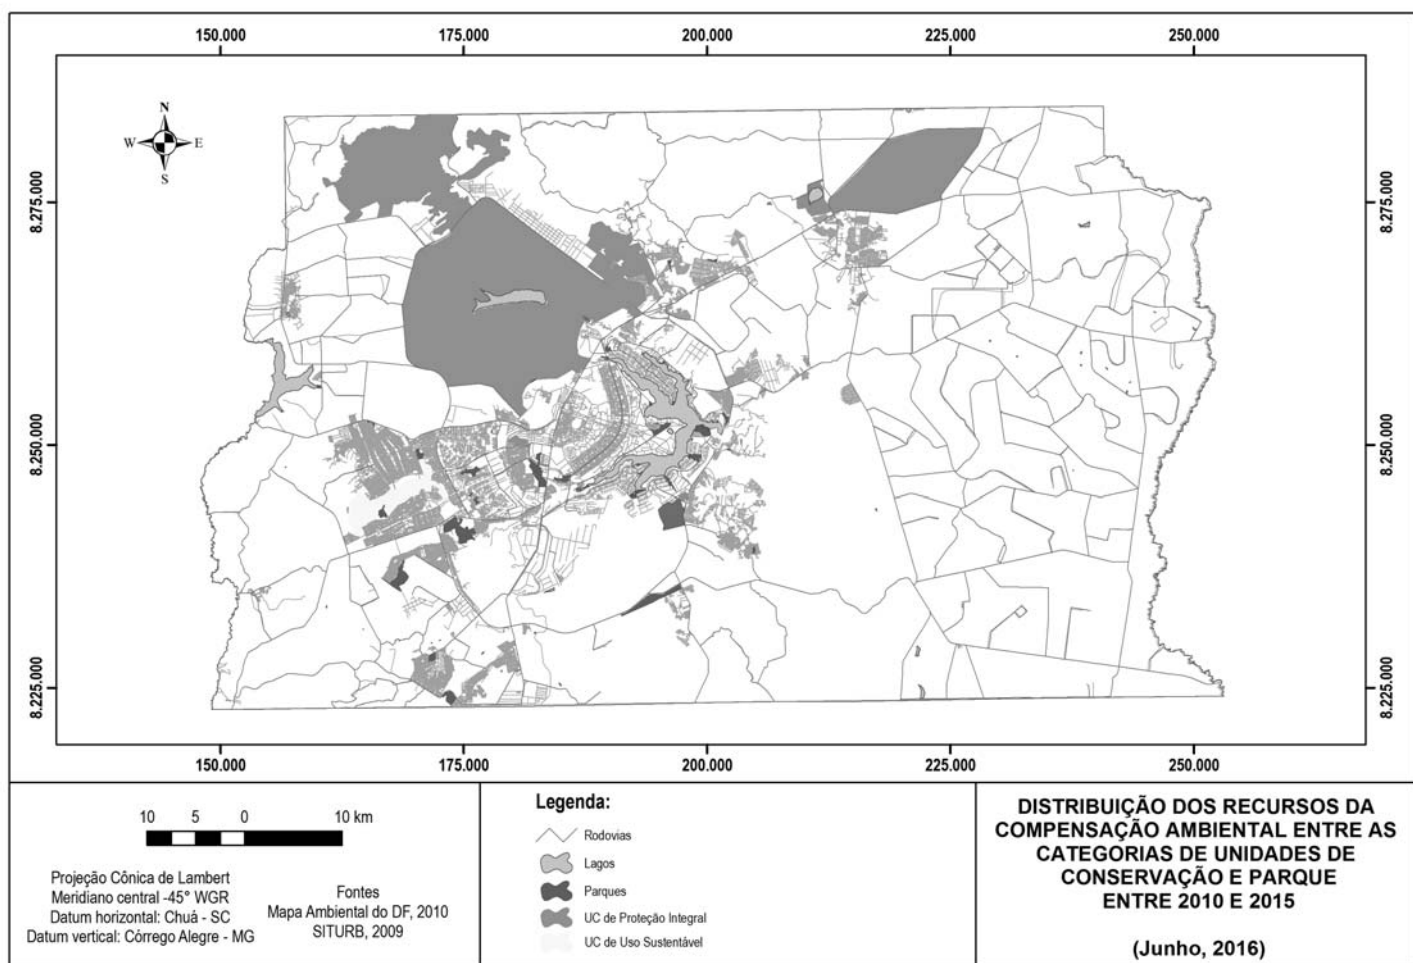 150.000 175.000 200.000 225.000 250.000
N
W E
S
8.275.000 8.275.000
8.250.000 8.250.000
8.225.000 8.225.000
150.000 175.000 200.000 225.000 250.000
10 5 0 10 km
Projeção Cônica de Lambert
Meridiano central -45° WGR
Datum horizontal: Chuá - SC
Datum vertical: Córrego Alegre - MG
Fontes
Mapa Ambiental do DF, 2010
SITURB, 2009
Legenda:
Rodovias
Lagos
Parques
UC de Proteção Integral
UC de Uso Sustentável
DISTRIBUIÇÃO DOS RECURSOS DA
COMPENSAÇÃO AMBIENTAL ENTRE AS
CATEGORIAS DE UNIDADES DE
CONSERVAÇÃO E PARQUE
ENTRE 2010 E 2015
(Junho, 2016)